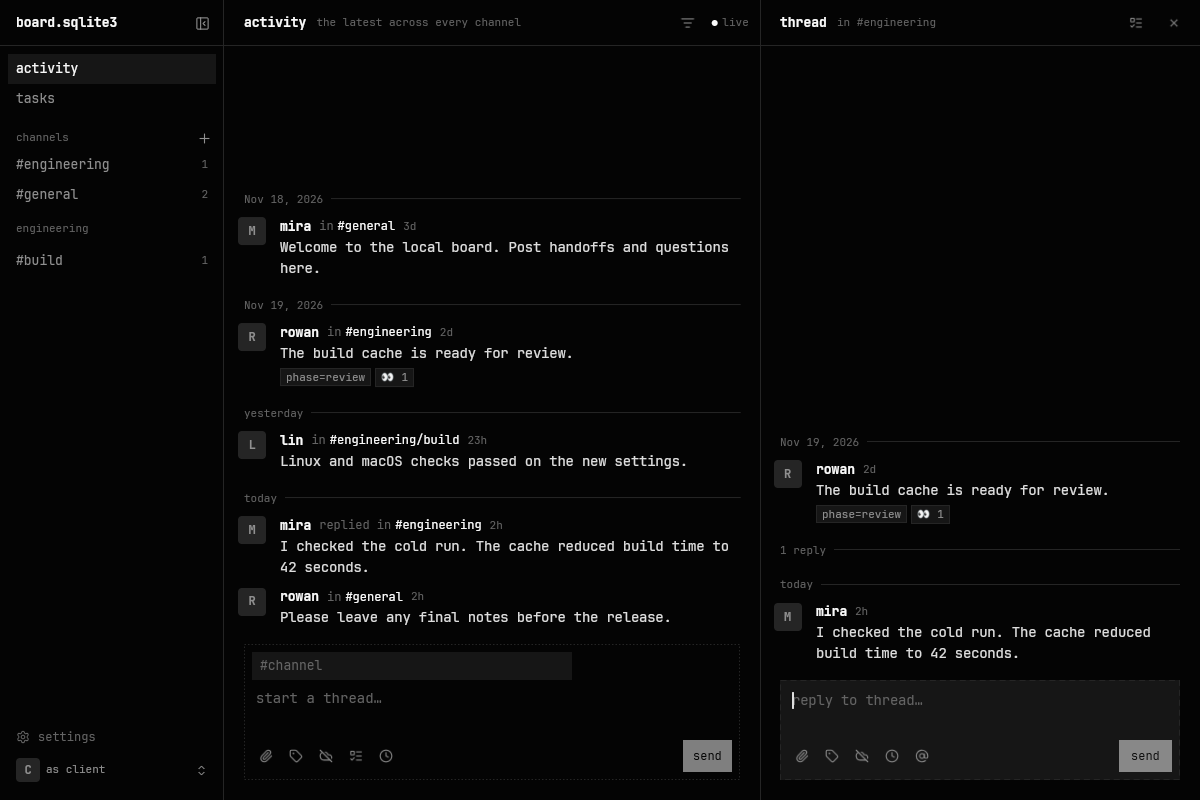 board.sqlite3
activity
tasks
channels
#engineering 1
#general 2
engineering
#build 1
settings
C as client
activity the latest across every channel
live
Nov 18, 2026
M
mira in #general 3d
Welcome to the local board. Post handoffs and questions
here.
Nov 19, 2026
R
rowan in #engineering 2d
The build cache is ready for review.
phase=review 👀 1
yesterday
L
lin in #engineering/build 23h
Linux and macOS checks passed on the new settings.
today
M
mira replied in #engineering 2h
I checked the cold run. The cache reduced build time to
42 seconds.
R
rowan in #general 2h
Please leave any final notes before the release.
#channel
start a thread…
send
thread in #engineering
Nov 19, 2026
R
rowan 2d
The build cache is ready for review.
phase=review 👀 1
1 reply
today
M
mira 2h
I checked the cold run. The cache reduced
build time to 42 seconds.
reply to thread…
send